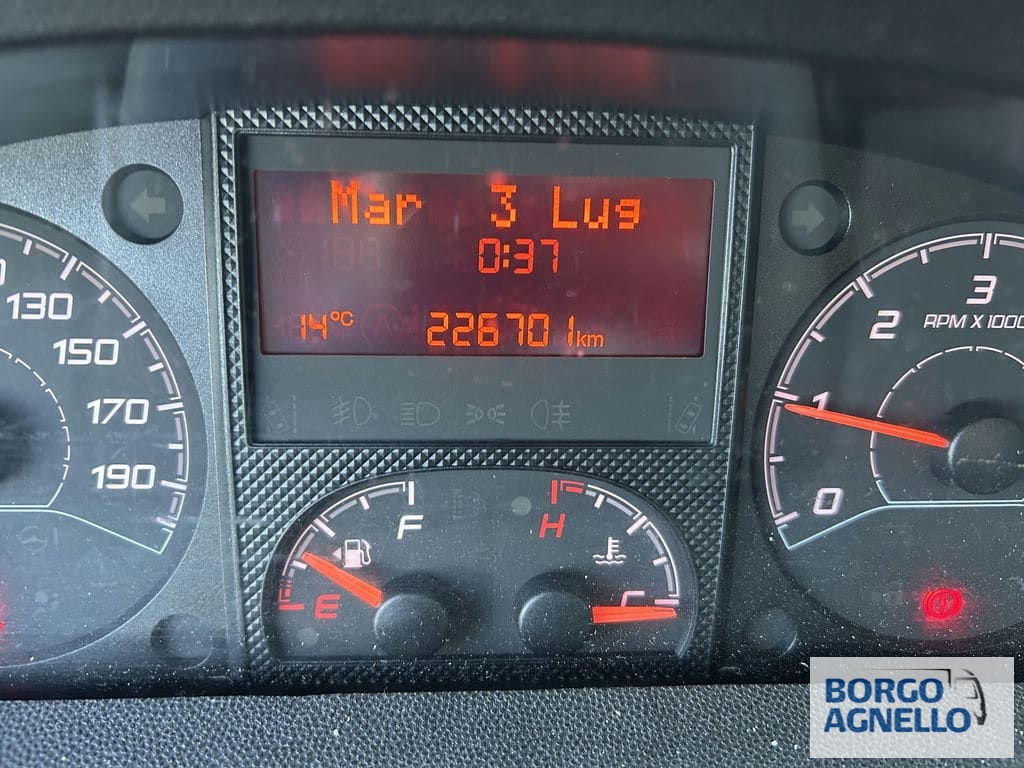 Mar 3 Lug
0:37
14°C 226701km
130
150
170
190
F
E
H
C
3
2
RPM X 1000
1
0
BORGO
AGNELLO